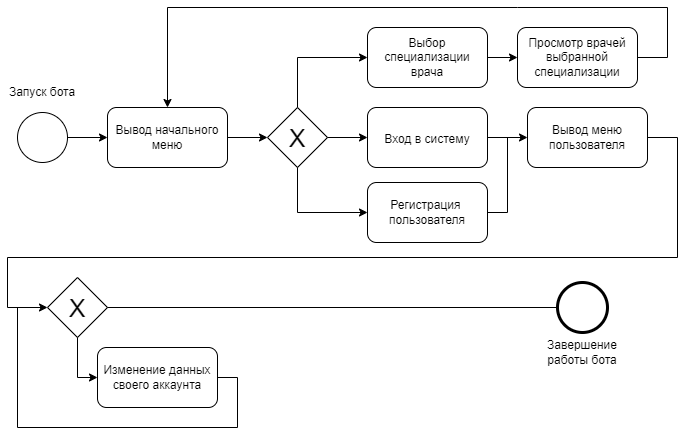 Запуск бота
Вывод начального
меню
X
Выбор
специализации
врача
Просмотр врачей
выбранной
специализации
Вход в систему
Вывод меню
пользователя
Регистрация
пользователя
X
Изменение данных
своего аккаунта
Завершение
работы бота